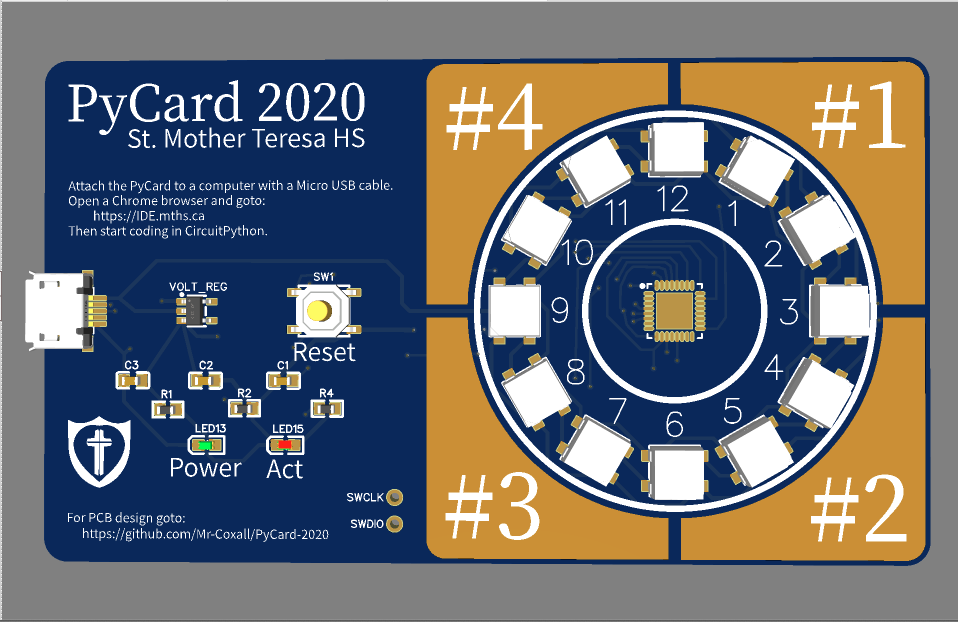 PyCard 2020
St. Mother Teresa HS
Attach the PyCard to a computer with a Micro USB cable.
Open a Chrome browser and goto:
https://IDE.mths.ca
Then start coding in CircuitPython.
VOLT_REG
SW1
Reset
C3
C2
C1
R1
R2
R4
LED13
LED15
Power
Act
SWCLK
SWDIO
For PCB design goto:
https://github.com/Mr-Coxall/PyCard-2020
#4
#1
12
11
1
10
2
9
3
8
4
7
5
6
#3
#2